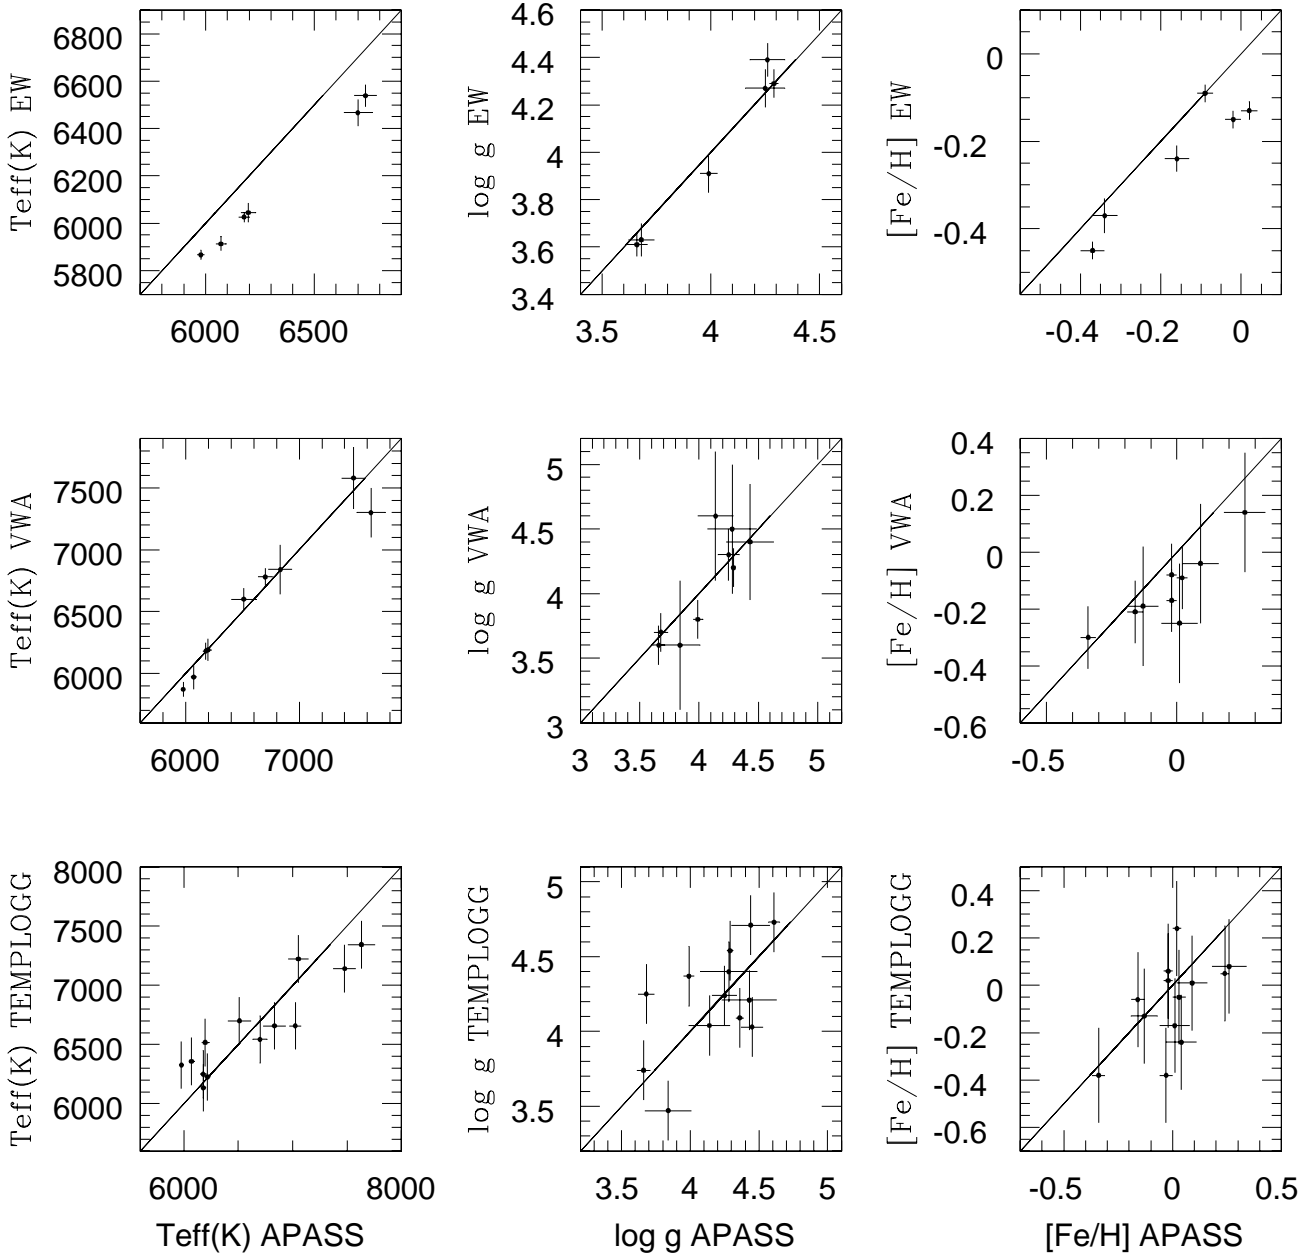 Teff(K) EW
6800
6600
6400
6200
6000
5800
6000 6500
log g EW
4.6
4.4
4.2
4
3.8
3.6
3.4
3.5 4 4.5
[Fe/H] EW
0
-0.2
-0.4
-0.4 -0.2 0
Teff(K) VWA
7500
7000
6500
6000
6000 7000
log g VWA
5
4.5
4
3.5
3
3 3.5 4 4.5 5
[Fe/H] VWA
0.4
0.2
0
-0.2
-0.4
-0.6
-0.5 0
Teff(K) TEMPLOGG
8000
7500
7000
6500
6000
6000 7000 8000
Teff(K) APASS
log g TEMPLOGG
5
4.5
4
3.5
3.5 4 4.5 5
log g APASS
[Fe/H] TEMPLOGG
0.4
0.2
0
-0.2
-0.4
-0.6
-0.5 0 0.5
[Fe/H] APASS